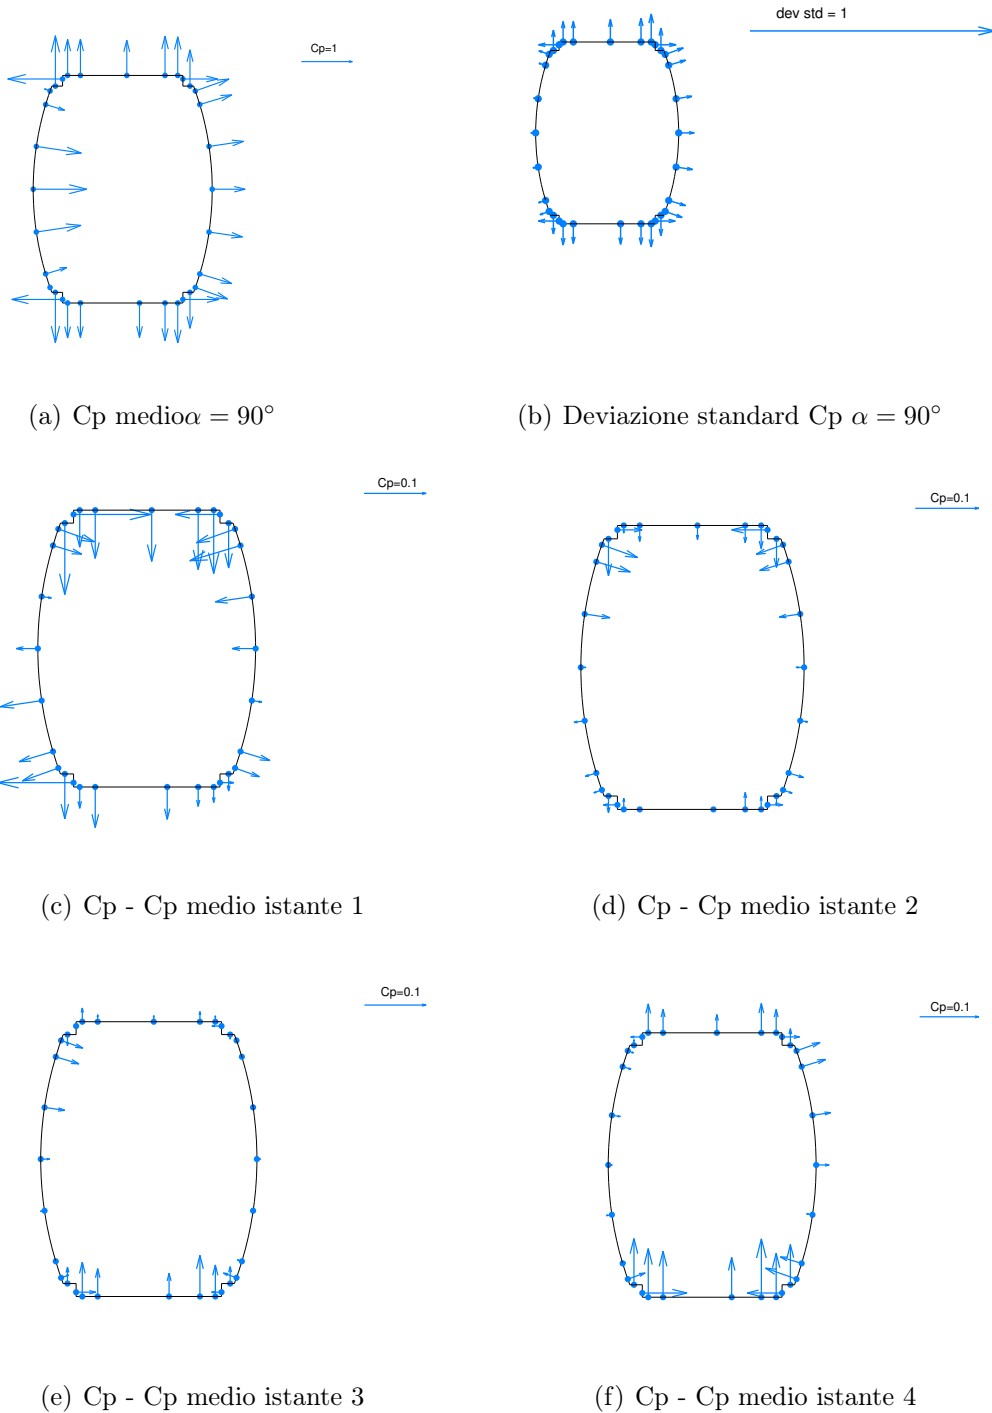 Cp=1
dev std = 1
(a) Cp medioα = 90°
(b) Deviazione standard Cp α = 90°
Cp=0.1
Cp=0.1
(c) Cp - Cp medio istante 1
(d) Cp - Cp medio istante 2
Cp=0.1
Cp=0.1
(e) Cp - Cp medio istante 3
(f) Cp - Cp medio istante 4